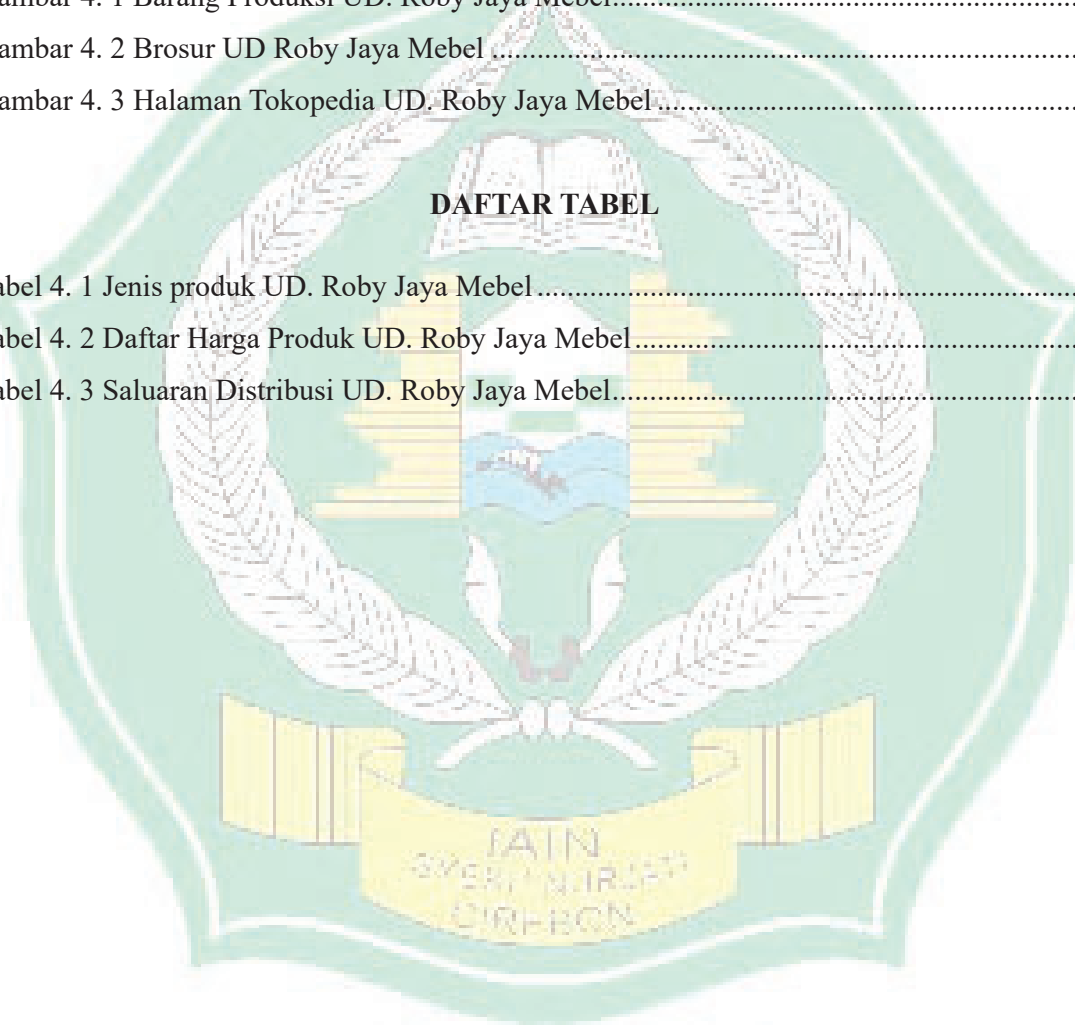 ambar 4. 1 Barang Produksi UD. Roby Jaya Mebel........................................................
ambar 4. 2 Brosur UD Roby Jaya Mebel ........................................................................
ambar 4. 3 Halaman Tokopedia UD. Roby Jaya Mebel....................................................
DAFTAR TABEL
abel 4. 1 Jenis produk UD. Roby Jaya Mebel..................................................................
abel 4. 2 Daftar Harga Produk UD. Roby Jaya Mebel......................................................
abel 4. 3 Saluaran Distribusi UD. Roby Jaya Mebel.........................................................
IAIN
SYEKH NURJATI
CIREBON